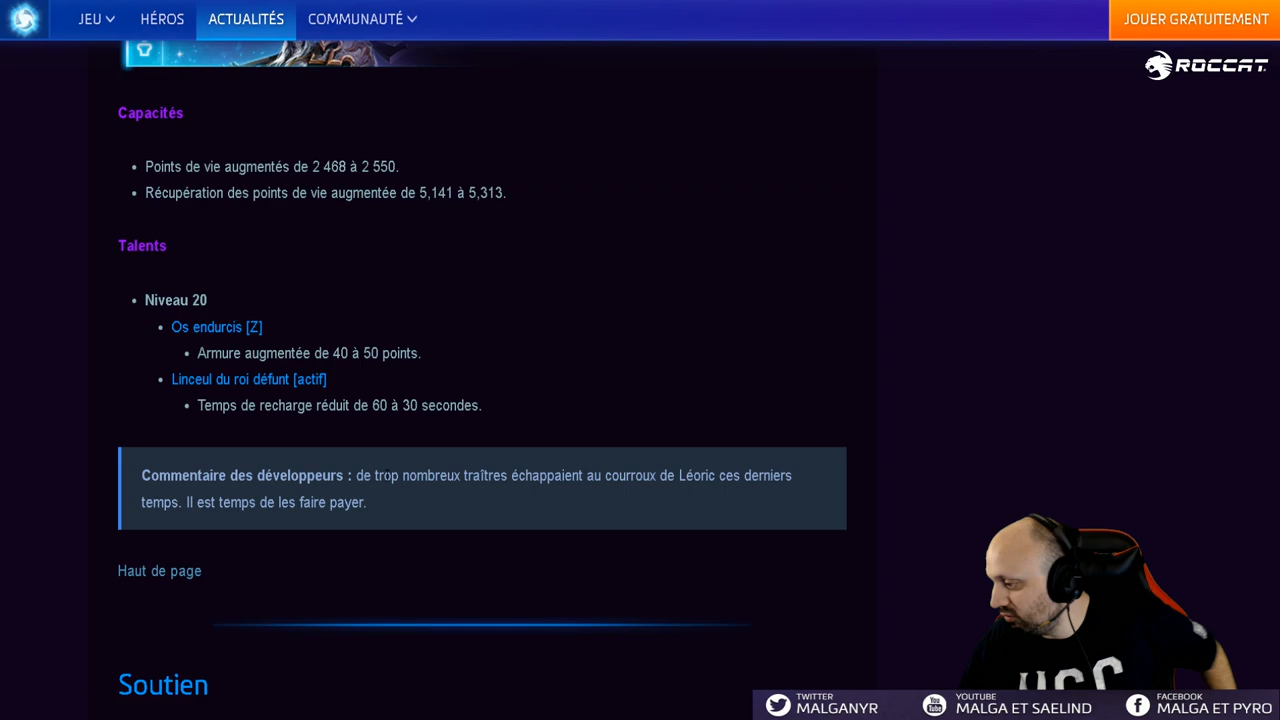 JEU HÉROS ACTUALITÉS COMMUNAUTÉ JOUER GRATUITEMENT
ROCCAT
Capacités
• Points de vie augmentés de 2 468 à 2 550.
• Récupération des points de vie augmentée de 5,141 à 5,313.
Talents
• Niveau 20
• Os endurcis [Z]
• Armure augmentée de 40 à 50 points.
• Linceul du roi défunt [actif]
• Temps de recharge réduit de 60 à 30 secondes.
Commentaire des développeurs : de trop nombreux traîtres échappaient au courroux de Léoric ces derniers
temps. Il est temps de les faire payer.
Haut de page
Soutien
TWITTER
MALGANYR
YOUTUBE
MALGA ET SAELIND
FACEBOOK
MALGA ET PYRO